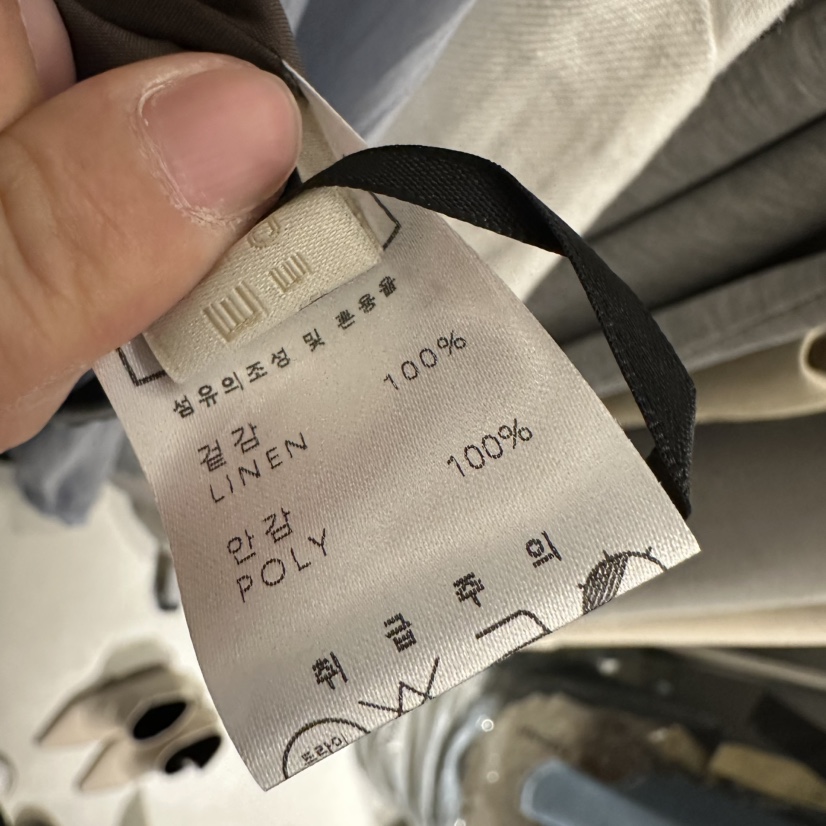 섬유의조성 및 혼용율
겉감
LINEN 100%
안감
POLY 100%
취급주의